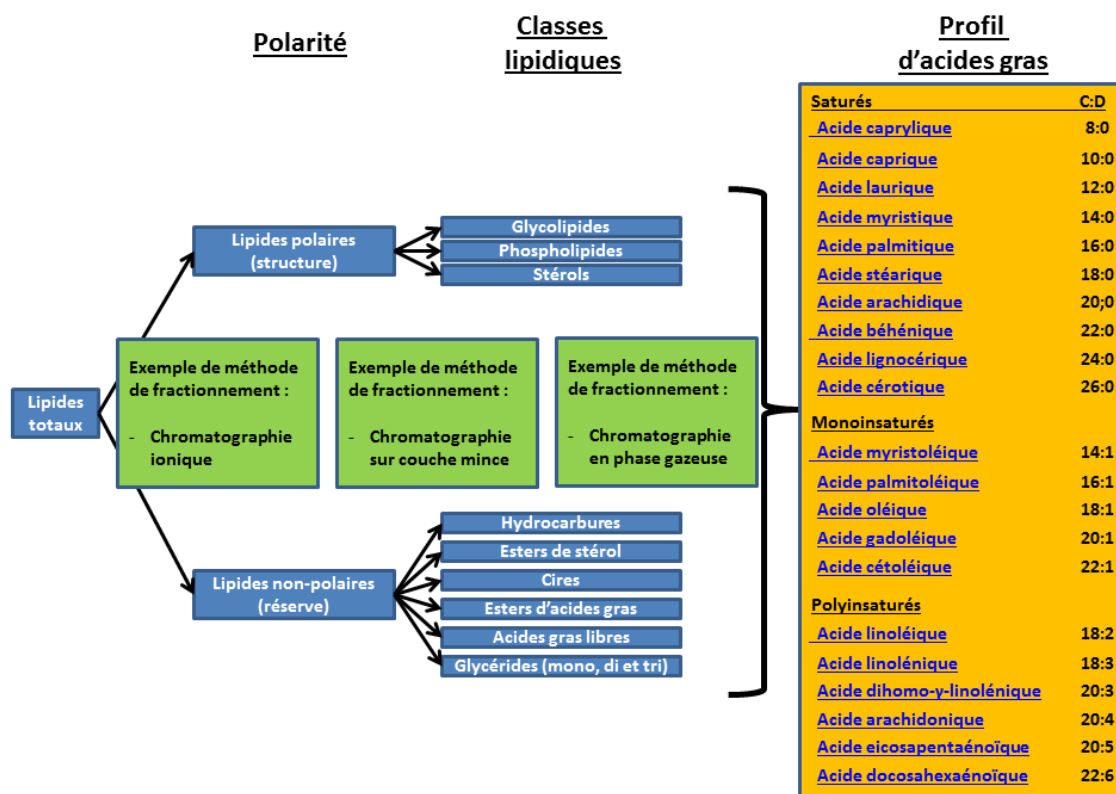 Polarité
Classes
lipidiques
Profil
d'acides gras
Lipides
totaux
Lipides polaires
(structure)
Glycolipides
Phospholipides
Stérols
Exemple de méthode
de fractionnement :
- Chromatographie
ionique
Exemple de méthode
de fractionnement :
- Chromatographie
sur couche mince
Exemple de méthode
de fractionnement :
- Chromatographie
en phase gazeuse
Lipides non-polaires
(réserve)
Hydrocarbures
Esters de stérol
Cires
Esters d'acides gras
Acides gras libres
Glycérides (mono, di et tri)
Saturés C:D
Acide caprylique 8:0
Acide caprique 10:0
Acide laurique 12:0
Acide myristique 14:0
Acide palmitique 16:0
Acide stéarique 18:0
Acide arachidique 20;0
Acide béhénique 22:0
Acide lignocérique 24:0
Acide cérotique 26:0
Monoinsaturés
Acide myristoléique 14:1
Acide palmitoléique 16:1
Acide oléique 18:1
Acide gadoléique 20:1
Acide cétoléique 22:1
Polyinsaturés
Acide linoléique 18:2
Acide linolénique 18:3
Acide dihomo-γ-linolénique 20:3
Acide arachidonique 20:4
Acide eicosapentaénoïque 20:5
Acide docosahexaénoïque 22:6